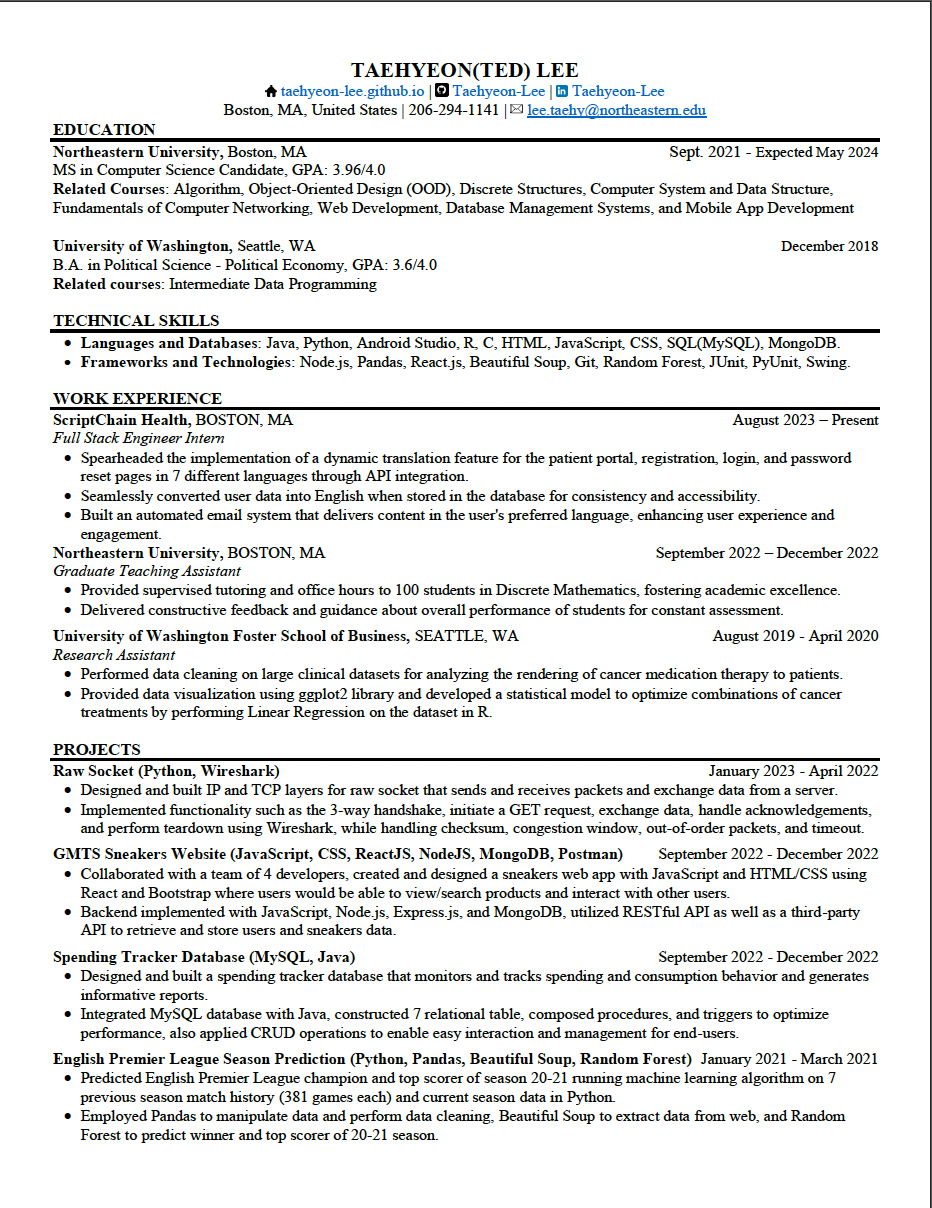 TAEHYEON(TED) LEE
taehyeon-lee.github.io | Taehyeon-Lee | Taehyeon-Lee
Boston, MA, United States | 206-294-1141 | lee.taehy@northeastern.edu
EDUCATION
Northeastern University, Boston, MA Sept. 2021 - Expected May 2024
MS in Computer Science Candidate, GPA: 3.96/4.0
Related Courses: Algorithm, Object-Oriented Design (OOD), Discrete Structures, Computer System and Data Structure,
Fundamentals of Computer Networking, Web Development, Database Management Systems, and Mobile App Development
University of Washington, Seattle, WA December 2018
B.A. in Political Science - Political Economy, GPA: 3.6/4.0
Related courses: Intermediate Data Programming
TECHNICAL SKILLS
• Languages and Databases: Java, Python, Android Studio, R, C, HTML, JavaScript, CSS, SQL(MySQL), MongoDB.
• Frameworks and Technologies: Node.js, Pandas, React.js, Beautiful Soup, Git, Random Forest, JUnit, PyUnit, Swing.
WORK EXPERIENCE
ScriptChain Health, BOSTON, MA August 2023 – Present
Full Stack Engineer Intern
• Spearheaded the implementation of a dynamic translation feature for the patient portal, registration, login, and password
reset pages in 7 different languages through API integration.
• Seamlessly converted user data into English when stored in the database for consistency and accessibility.
• Built an automated email system that delivers content in the user's preferred language, enhancing user experience and
engagement.
Northeastern University, BOSTON, MA September 2022 – December 2022
Graduate Teaching Assistant
• Provided supervised tutoring and office hours to 100 students in Discrete Mathematics, fostering academic excellence.
• Delivered constructive feedback and guidance about overall performance of students for constant assessment.
University of Washington Foster School of Business, SEATTLE, WA August 2019 - April 2020
Research Assistant
• Performed data cleaning on large clinical datasets for analyzing the rendering of cancer medication therapy to patients.
• Provided data visualization using ggplot2 library and developed a statistical model to optimize combinations of cancer
treatments by performing Linear Regression on the dataset in R.
PROJECTS
Raw Socket (Python, Wireshark) January 2023 - April 2022
• Designed and built IP and TCP layers for raw socket that sends and receives packets and exchange data from a server.
• Implemented functionality such as the 3-way handshake, initiate a GET request, exchange data, handle acknowledgements,
and perform teardown using Wireshark, while handling checksum, congestion window, out-of-order packets, and timeout.
GMTS Sneakers Website (JavaScript, CSS, ReactJS, NodeJS, MongoDB, Postman) September 2022 - December 2022
• Collaborated with a team of 4 developers, created and designed a sneakers web app with JavaScript and HTML/CSS using
React and Bootstrap where users would be able to view/search products and interact with other users.
• Backend implemented with JavaScript, Node.js, Express.js, and MongoDB, utilized RESTful API as well as a third-party
API to retrieve and store users and sneakers data.
Spending Tracker Database (MySQL, Java) September 2022 - December 2022
• Designed and built a spending tracker database that monitors and tracks spending and consumption behavior and generates
informative reports.
• Integrated MySQL database with Java, constructed 7 relational table, composed procedures, and triggers to optimize
performance, also applied CRUD operations to enable easy interaction and management for end-users.
English Premier League Season Prediction (Python, Pandas, Beautiful Soup, Random Forest) January 2021 - March 2021
• Predicted English Premier League champion and top scorer of season 20-21 running machine learning algorithm on 7
previous season match history (381 games each) and current season data in Python.
• Employed Pandas to manipulate data and perform data cleaning, Beautiful Soup to extract data from web, and Random
Forest to predict winner and top scorer of 20-21 season.